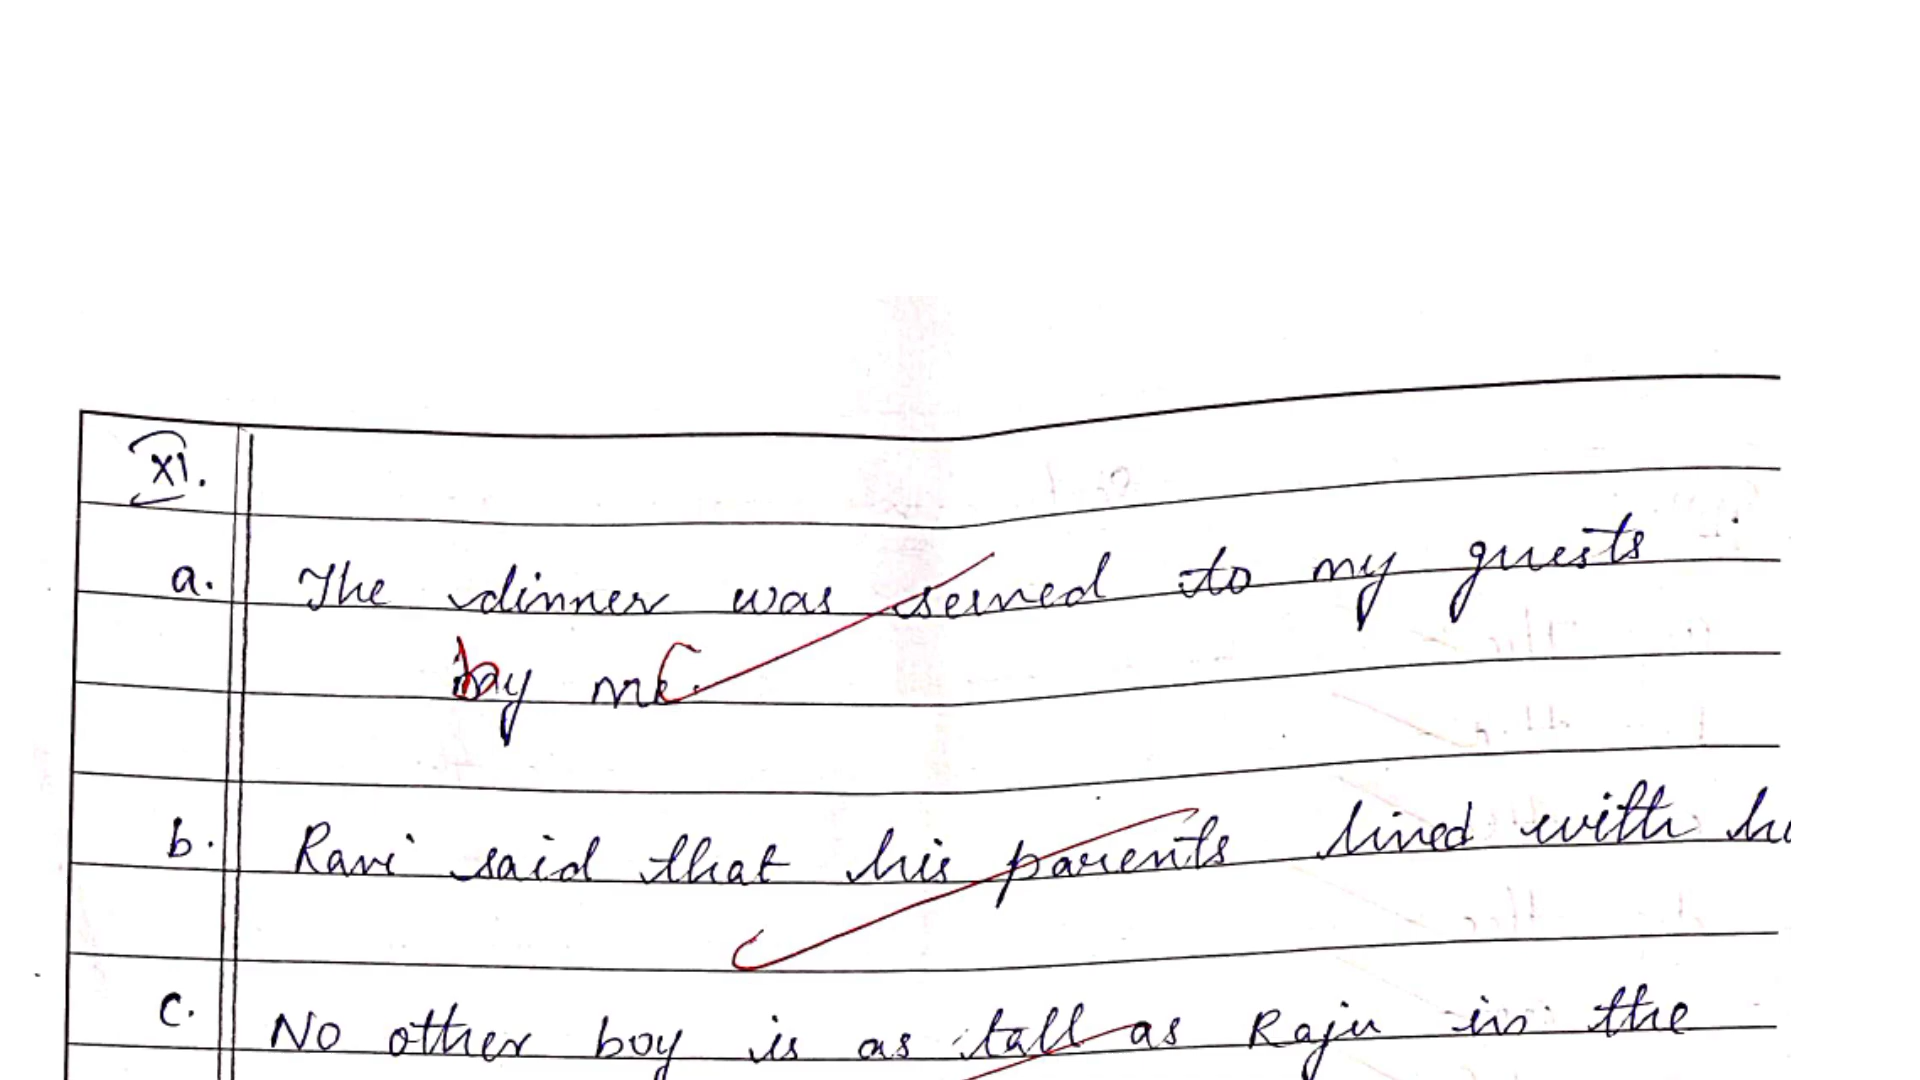 XI.
a. The dinner was served to my guests
by me.
b. Ravi said that his parents lived with
c. No other boy is as tall as Raju in the